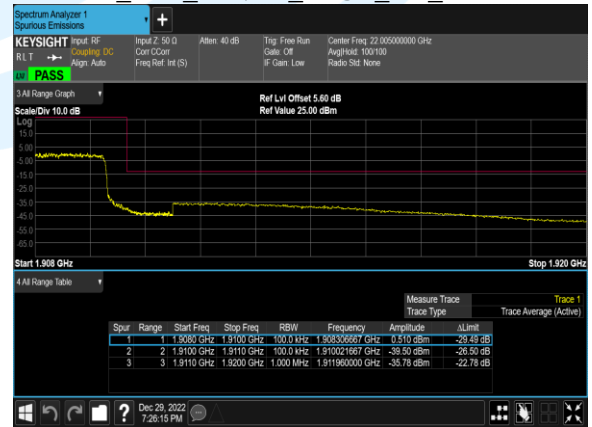 Spectrum Analyzer 1
Spurious Emissions
+
KEYSIGHT Input: RF Input Z: 50 Ω Atten: 40 dB Trig: Free Run Center Freq: 22.005000000 GHz
RLT Coupling: DC Corr CCorr Gate: Off Avg|Hold: 100/100
Align: Auto Freq Ref: Int (S) IF Gain: Low Radio Std: None
PASS
3 All Range Graph
Scale/Div 10.0 dB Ref Lvl Offset 5.60 dB
Ref Value 25.00 dBm
Log
15.0
5.00
-5.00
-15.0
-25.0
-35.0
-45.0
-55.0
-65.0
Start 1.908 GHz Stop 1.920 GHz
4 All Range Table
Measure Trace Trace 1
Trace Type Trace Average (Active)
Spur Range Start Freq Stop Freq RBW Frequency Amplitude ΔLimit
1 1 1.9080 GHz 1.9100 GHz 100.0 kHz 1.908306667 GHz 0.510 dBm -29.49 dB
2 2 1.9100 GHz 1.9110 GHz 100.0 kHz 1.910021667 GHz -39.50 dBm -26.50 dB
3 3 1.9110 GHz 1.9200 GHz 1.000 MHz 1.911960000 GHz -35.78 dBm -22.78 dB
? Dec 29, 2022
7:26:15 PM